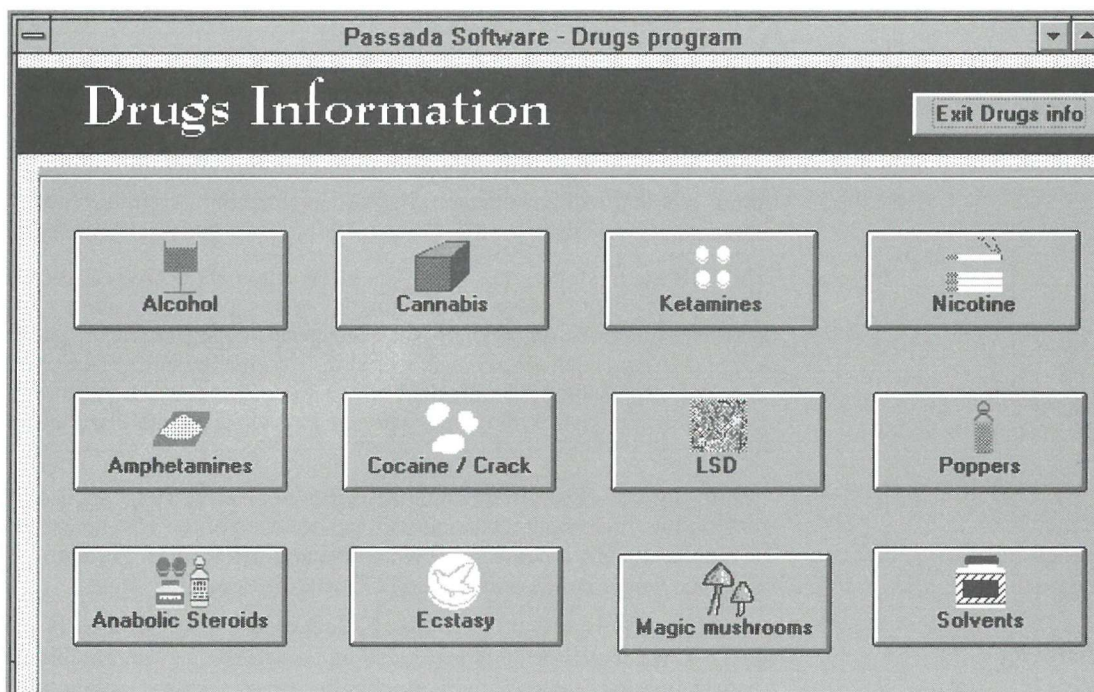 Passada Software - Drugs program
Drugs Information
Exit Drugs info
Alcohol Cannabis Ketamines Nicotine
Amphetamines Cocaine / Crack LSD Poppers
Anabolic Steroids Ecstasy Magic mushrooms Solvents